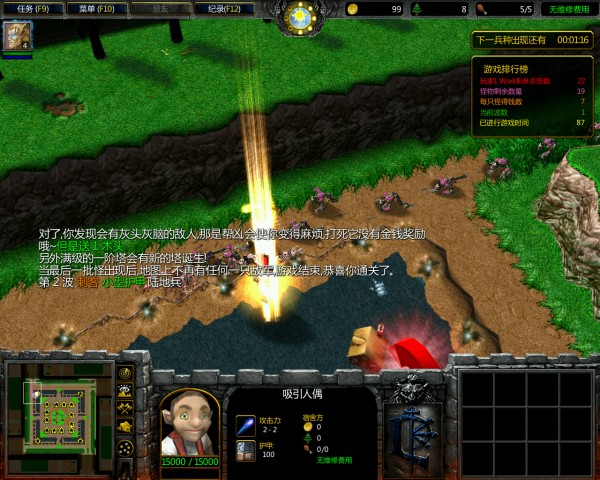 任务 (F9) 菜单 (F10) 盟友 纪录(F12) 99 8 5/5 无维修费用
4
下一兵种出现还有 00:01:16
游戏排行榜
22
怪物剩余数量 19
每只怪得钱数 7
当前波数 1
已进行游戏时间 87
对了,你发现会有灰头灰脑的敌人,那是帮凶,会使你变得麻烦,打死它没有金钱奖励
哦~但是送 1 木头
另外满级的一阶塔会有新的塔诞生!
当最后一批怪出现后,地图上不再有任何一只敌军,游戏结束,恭喜你通关了。
第 2 波 刺客 小型护甲 陆地兵
吸引人偶
攻击力: 2 - 2
护甲: 100
宿舍方
0
0
0/0
无维修费用
15000 / 15000